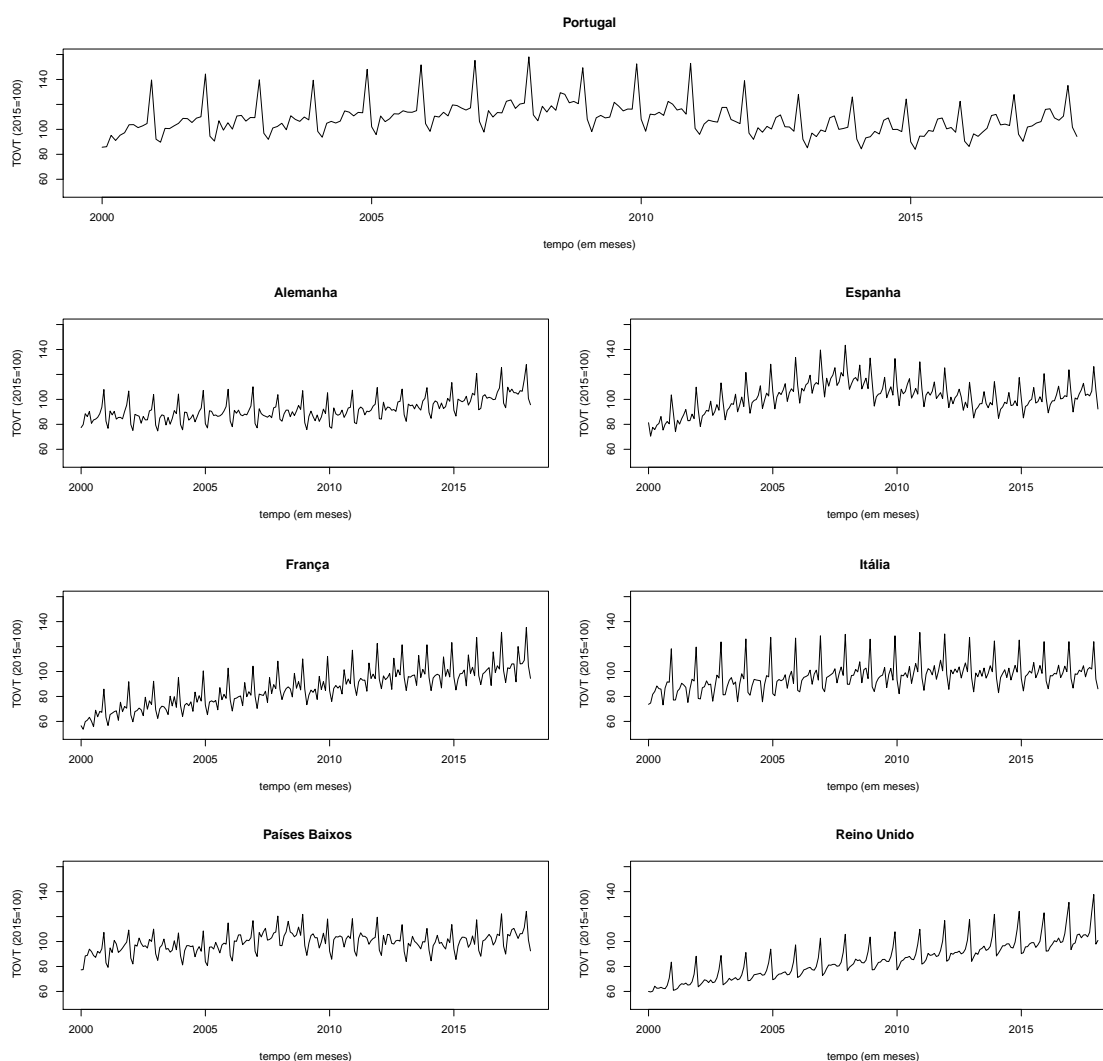 Portugal
TOVT (2015=100)
60 80 100 140
2000 2005 2010 2015
tempo (em meses)
Alemanha
TOVT (2015=100)
60 80 100 140
2000 2005 2010 2015
tempo (em meses)
Espanha
TOVT (2015=100)
60 80 100 140
2000 2005 2010 2015
tempo (em meses)
França
TOVT (2015=100)
60 80 100 140
2000 2005 2010 2015
tempo (em meses)
Itália
TOVT (2015=100)
60 80 100 140
2000 2005 2010 2015
tempo (em meses)
Países Baixos
TOVT (2015=100)
60 80 100 140
2000 2005 2010 2015
tempo (em meses)
Reino Unido
TOVT (2015=100)
60 80 100 140
2000 2005 2010 2015
tempo (em meses)